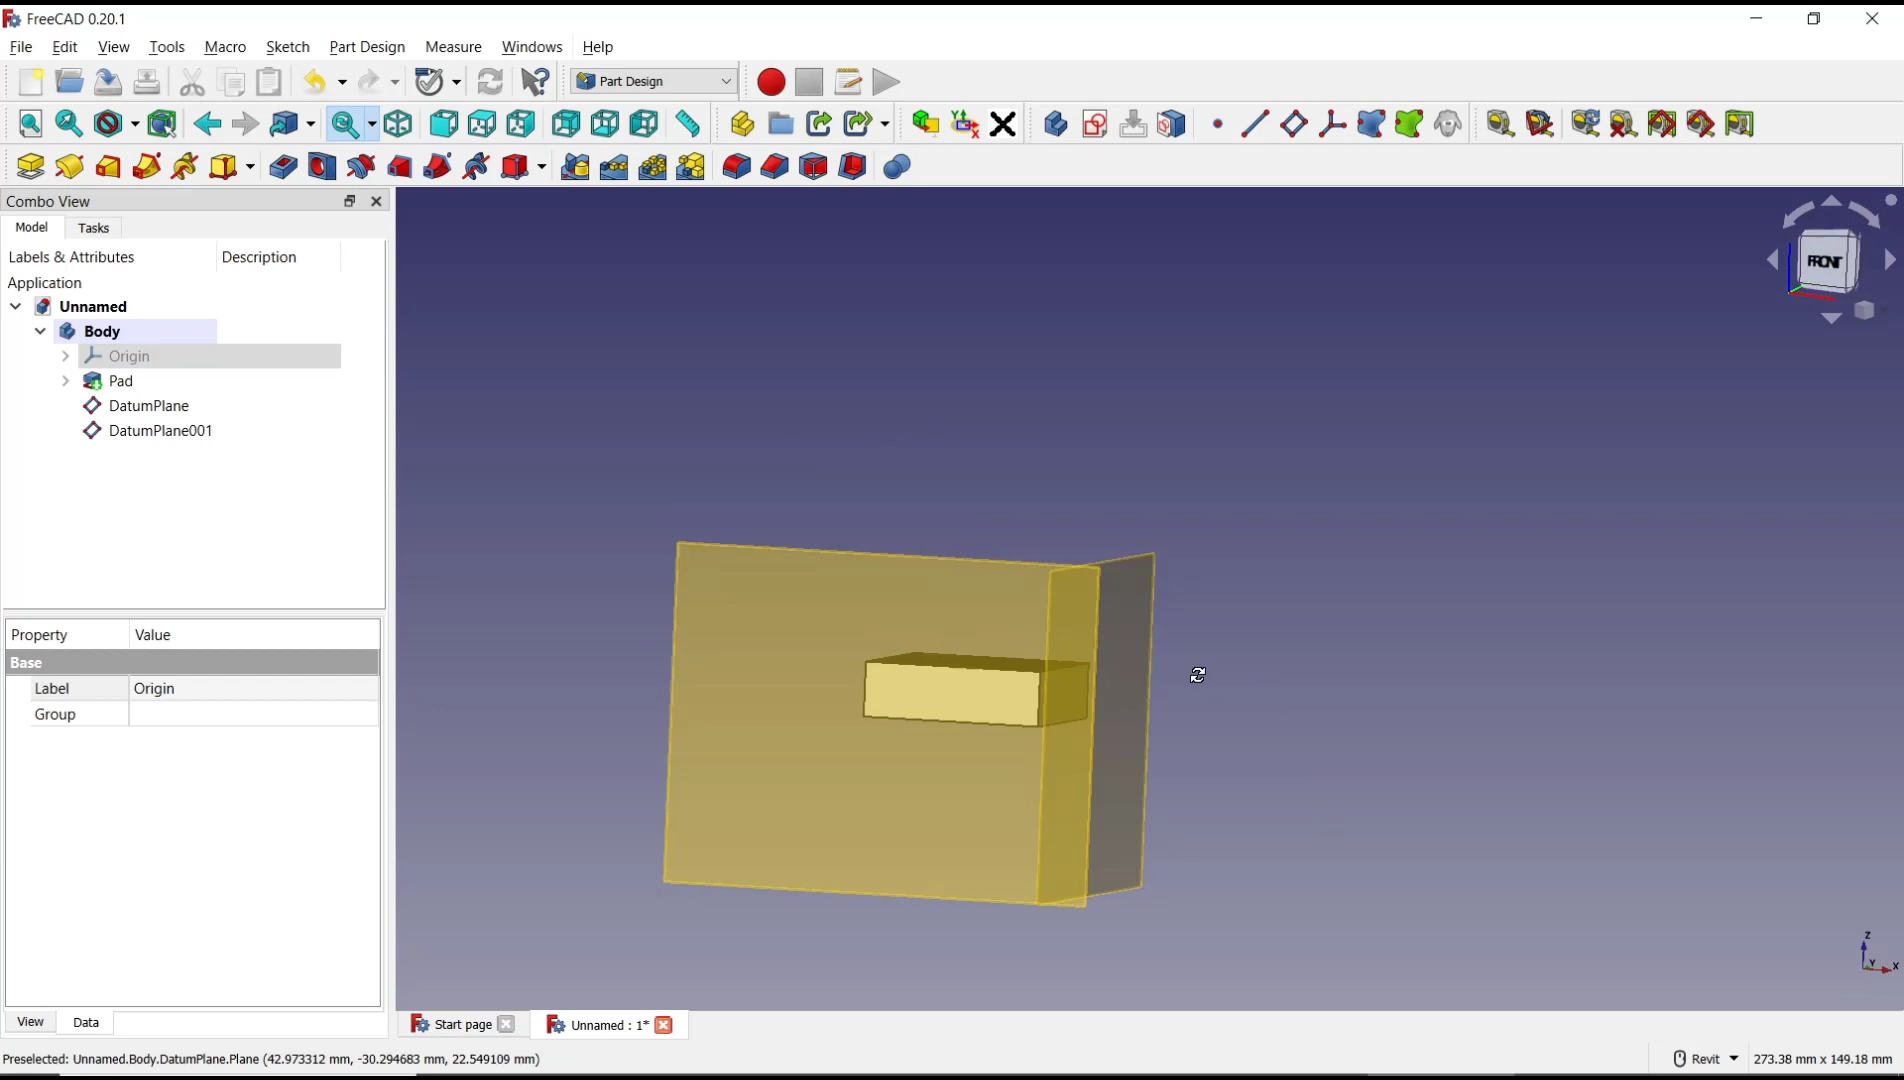 FreeCAD 0.20.1
File Edit View Tools Macro Sketch Part Design Measure Windows Help
Part Design
Combo View
Model Tasks
Labels & Attributes Description
Application
Unnamed
Body
Origin
Pad
DatumPlane
DatumPlane001
FRONT
Property Value
Base
Label Origin
Group
Z
Y X
View Data
Start page Unnamed : 1*
Preselected: Unnamed.Body.DatumPlane.Plane (42.973312 mm, -30.294683 mm, 22.549109 mm) Revit 273.38 mm x 149.18 mm